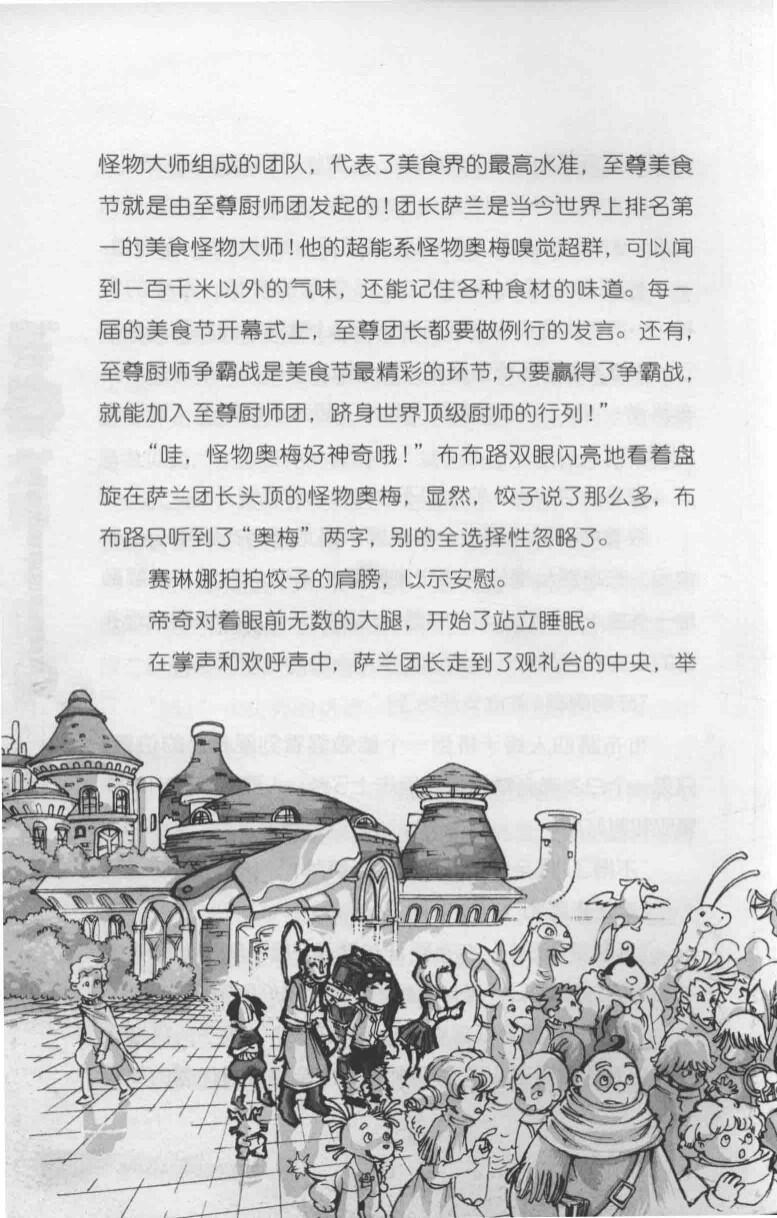 怪物大师组成的团队，代表了美食界的最高水准，至尊美食
节就是由至尊厨师团发起的！团长萨兰是当今世界上排名第
一的美食怪物大师！他的超能系怪物奥梅嗅觉超群，可以闻
到一百千米以外的气味，还能记住各种食材的味道。每一
届的美食节开幕式上，至尊团长都要做例行的发言。还有，
至尊厨师争霸战是美食节最精彩的环节，只要赢得了争霸战，
就能加入至尊厨师团，跻身世界顶级厨师的行列！”
“哇，怪物奥梅好神奇哦！”布布路双眼闪亮地看着盘
旋在萨兰团长头顶的怪物奥梅，显然，饺子说了那么多，布
布路只听到了“奥梅”两字，别的全选择性忽略了。
赛琳娜拍拍饺子的肩膀，以示安慰。
帝奇对着眼前无数的大腿，开始了站立睡眠。
在掌声和欢呼声中，萨兰团长走到了观礼台的中央，举